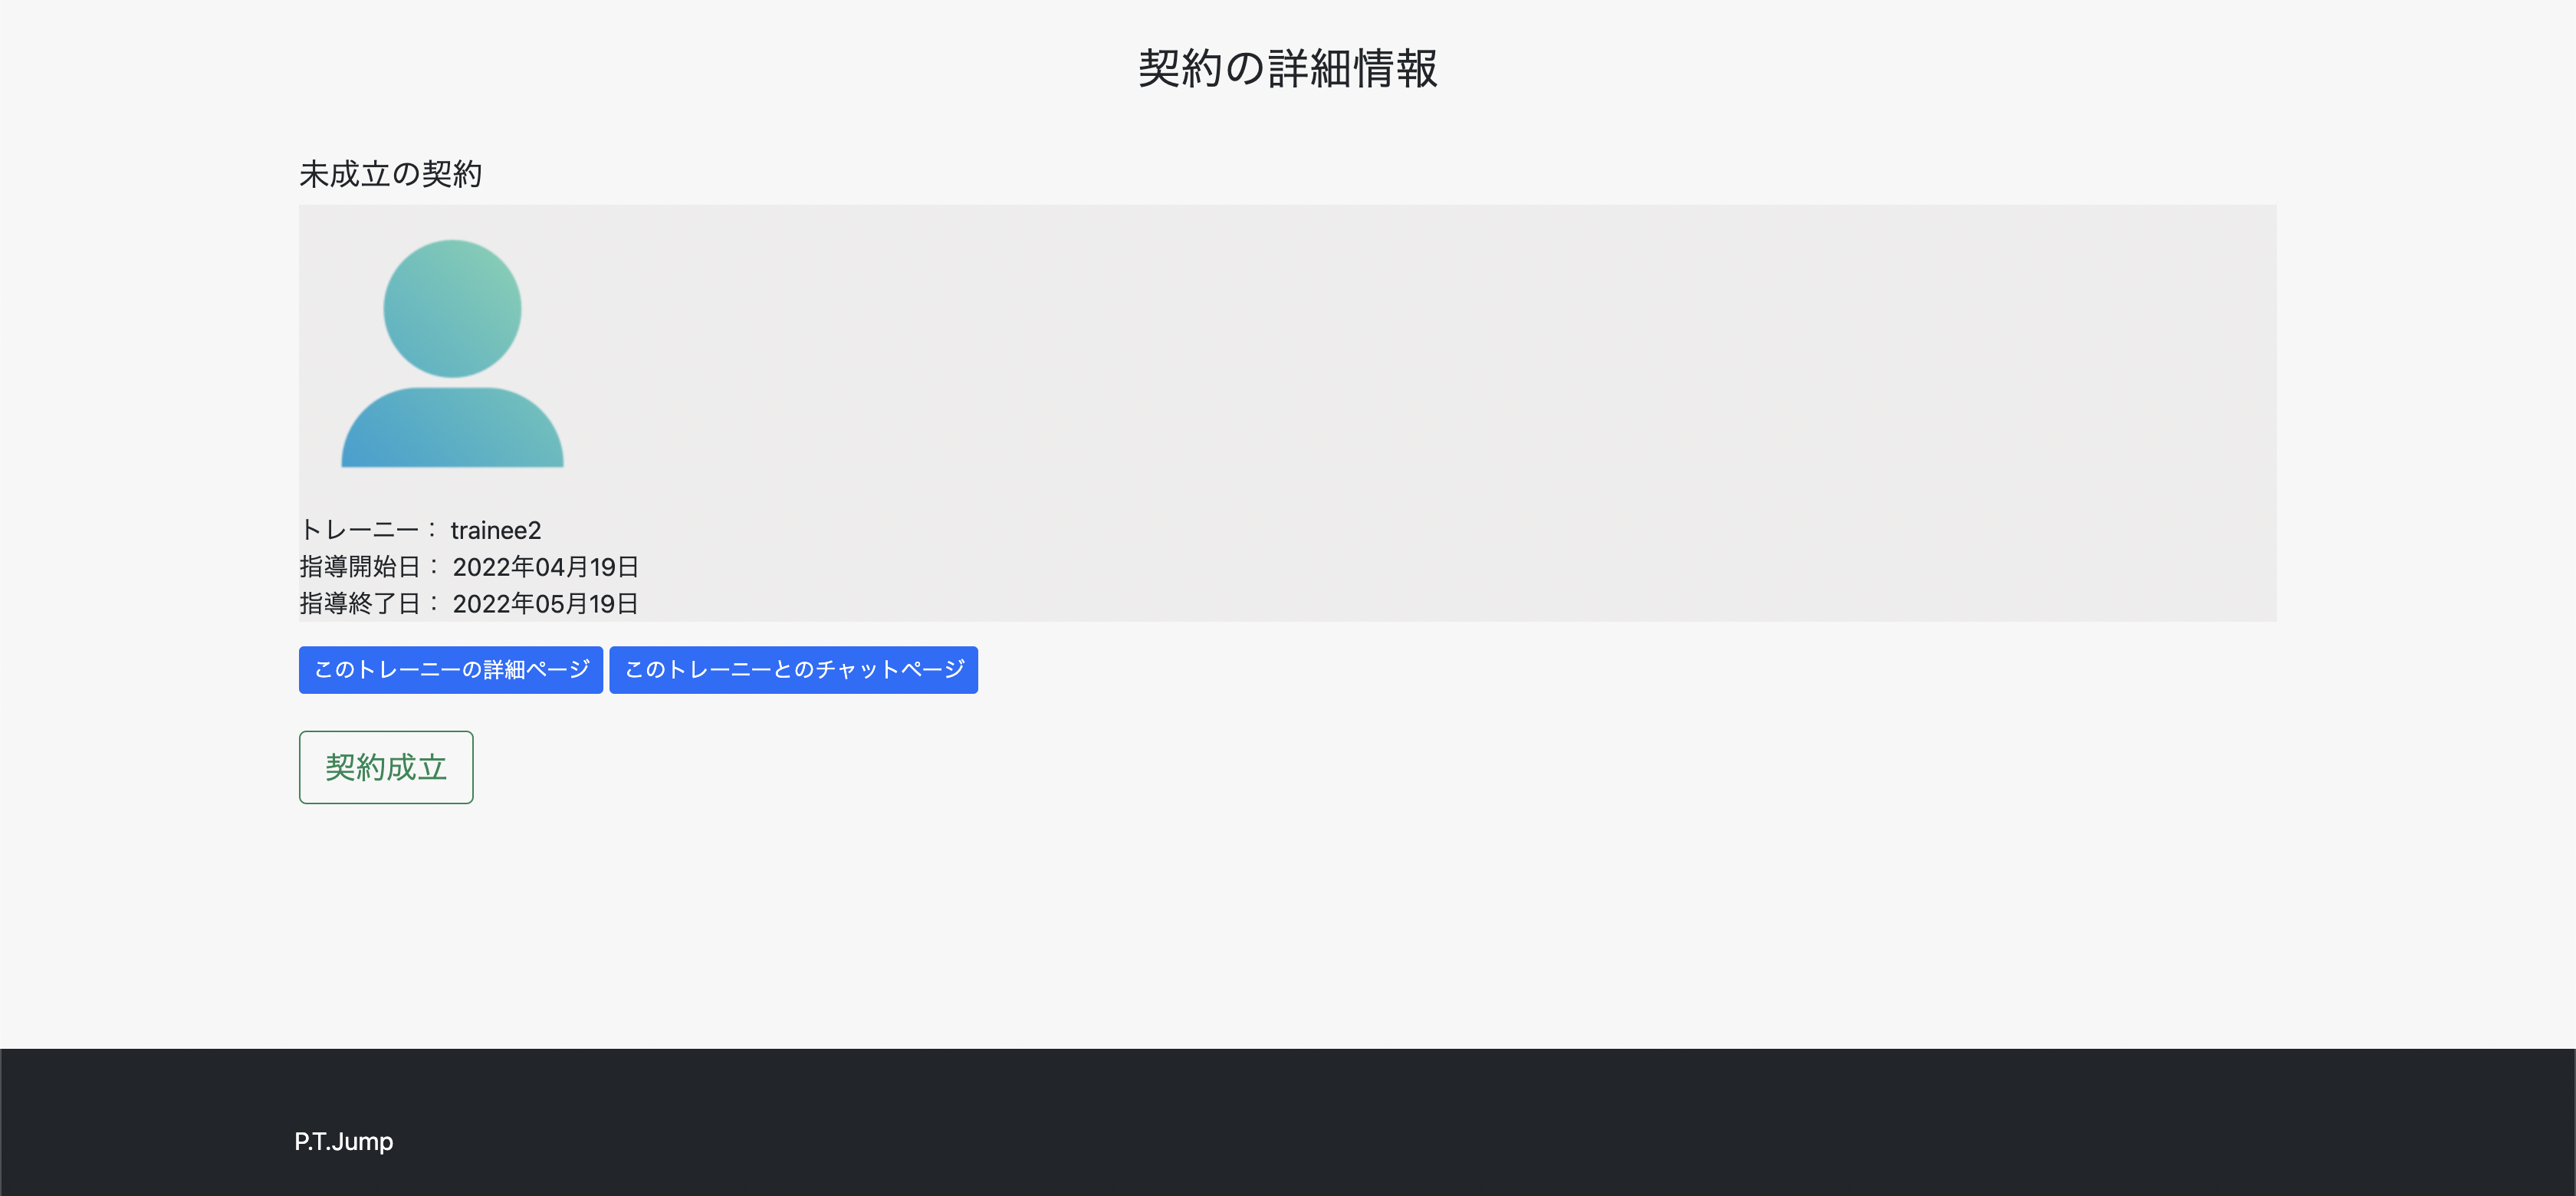 契約の詳細情報
未成立の契約
トレーニー： trainee2
指導開始日： 2022年04月19日
指導終了日： 2022年05月19日
このトレーニーの詳細ページ このトレーニーとのチャットページ
契約成立
P.T.Jump